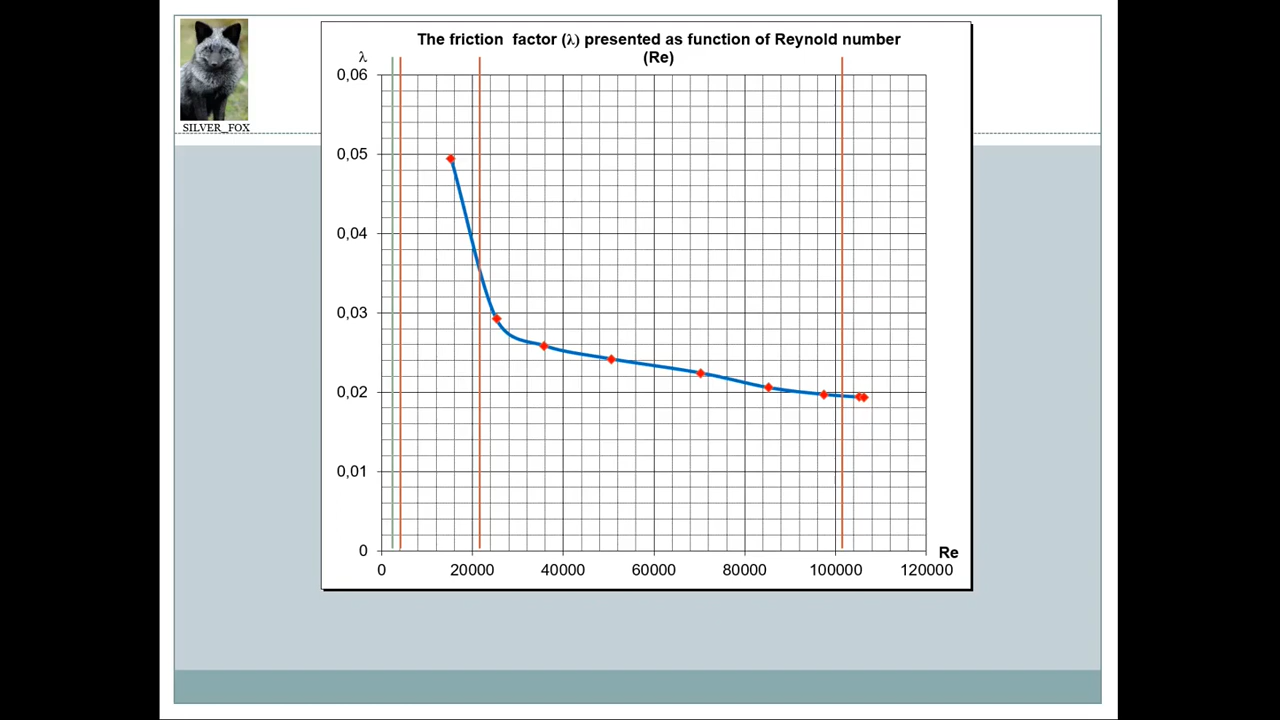 The friction factor (λ) presented as function of Reynold number
(Re)
λ
SILVER_FOX
0,06
0,05
0,04
0,03
0,02
0,01
0
Re
0 20000 40000 60000 80000 100000 120000